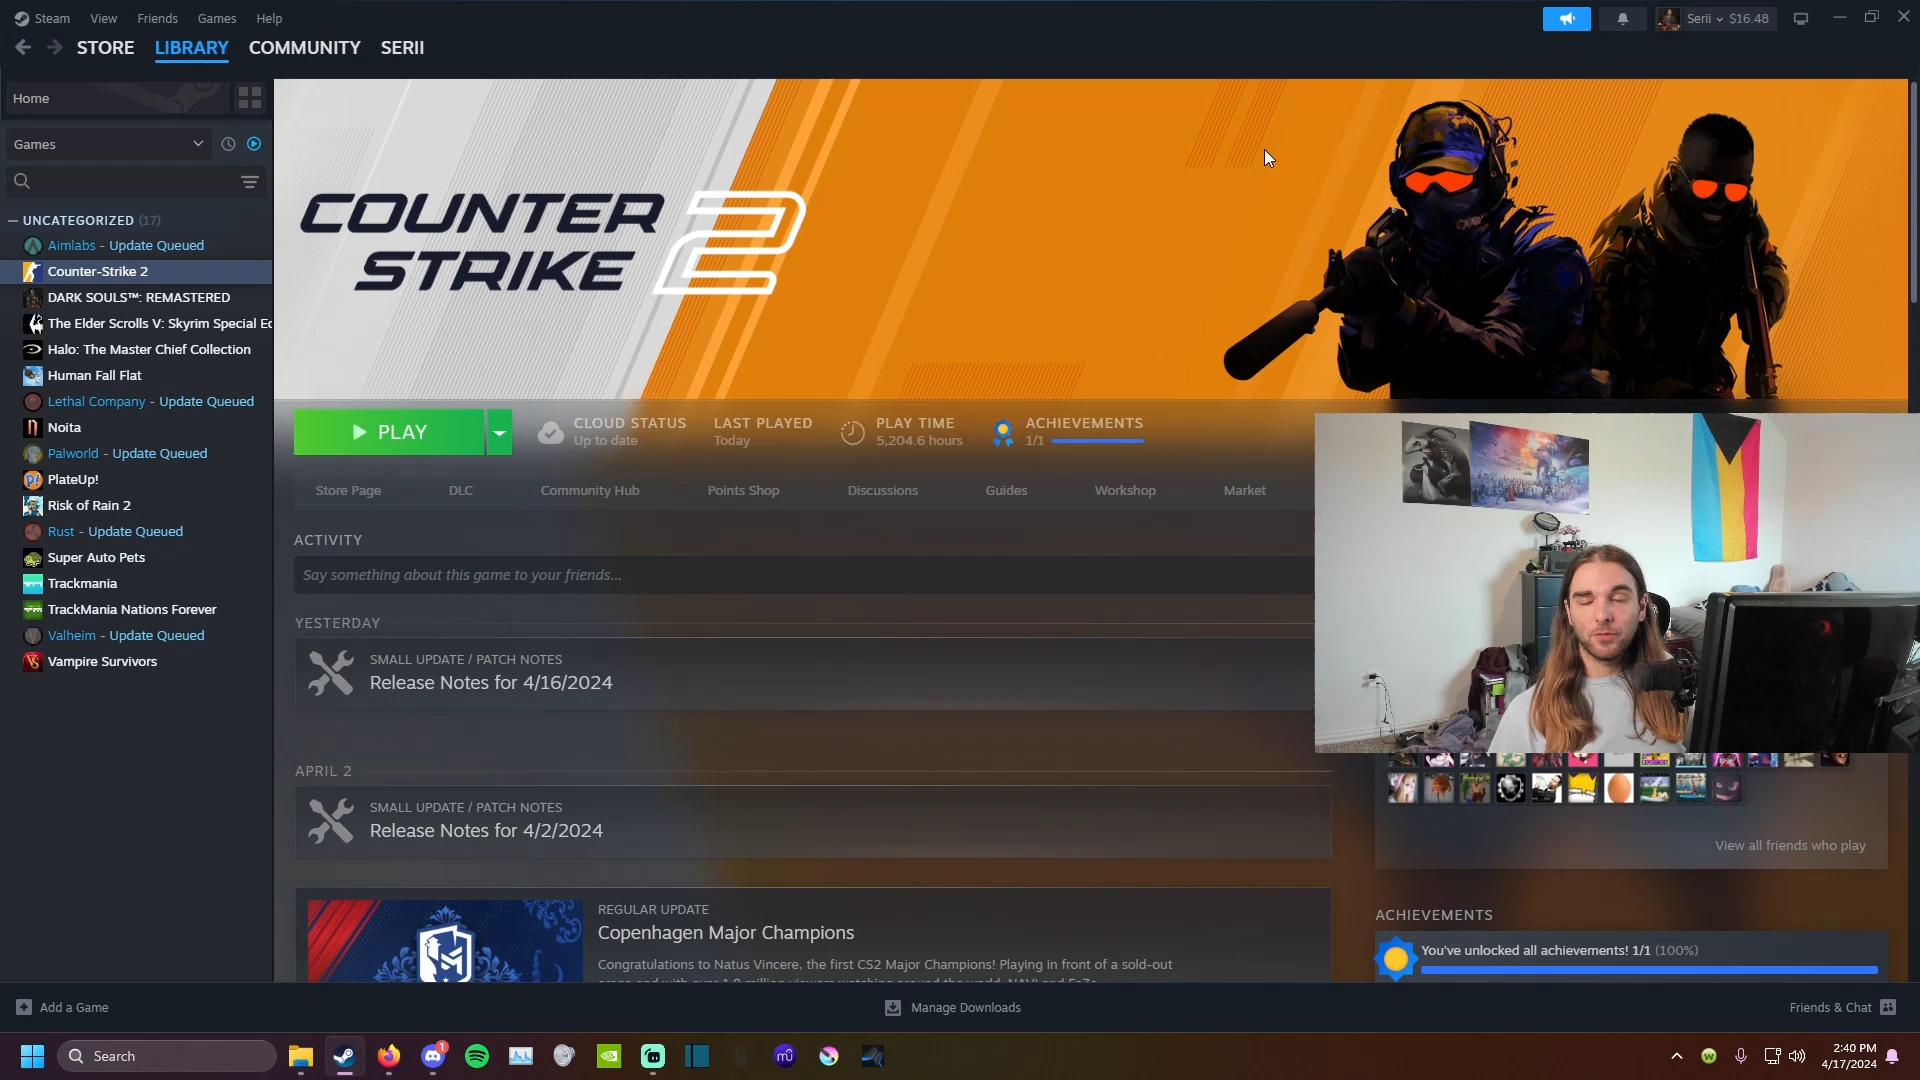 Steam View Friends Games Help
Serii $16.48
STORE LIBRARY COMMUNITY SERII
Home
Games
UNCATEGORIZED (17)
Aimlabs - Update Queued
Counter-Strike 2
DARK SOULS™: REMASTERED
The Elder Scrolls V: Skyrim Special Ec
Halo: The Master Chief Collection
Human Fall Flat
Lethal Company - Update Queued
Noita
Palworld - Update Queued
PlateUp!
Risk of Rain 2
Rust - Update Queued
Super Auto Pets
Trackmania
TrackMania Nations Forever
Valheim - Update Queued
Vampire Survivors
COUNTER
STRIKE 2
PLAY
CLOUD STATUS
Up to date
LAST PLAYED
Today
PLAY TIME
5,204.6 hours
ACHIEVEMENTS
1/1
Store Page DLC Community Hub Points Shop Discussions Guides Workshop Market
ACTIVITY
Say something about this game to your friends...
YESTERDAY
SMALL UPDATE / PATCH NOTES
Release Notes for 4/16/2024
APRIL 2
SMALL UPDATE / PATCH NOTES
Release Notes for 4/2/2024
REGULAR UPDATE
Copenhagen Major Champions
Congratulations to Natus Vincere, the first CS2 Major Champions! Playing in front of a sold-out
View all friends who play
ACHIEVEMENTS
You've unlocked all achievements! 1/1 (100%)
Add a Game
Manage Downloads
Friends & Chat
Search
1
2:40 PM
4/17/2024